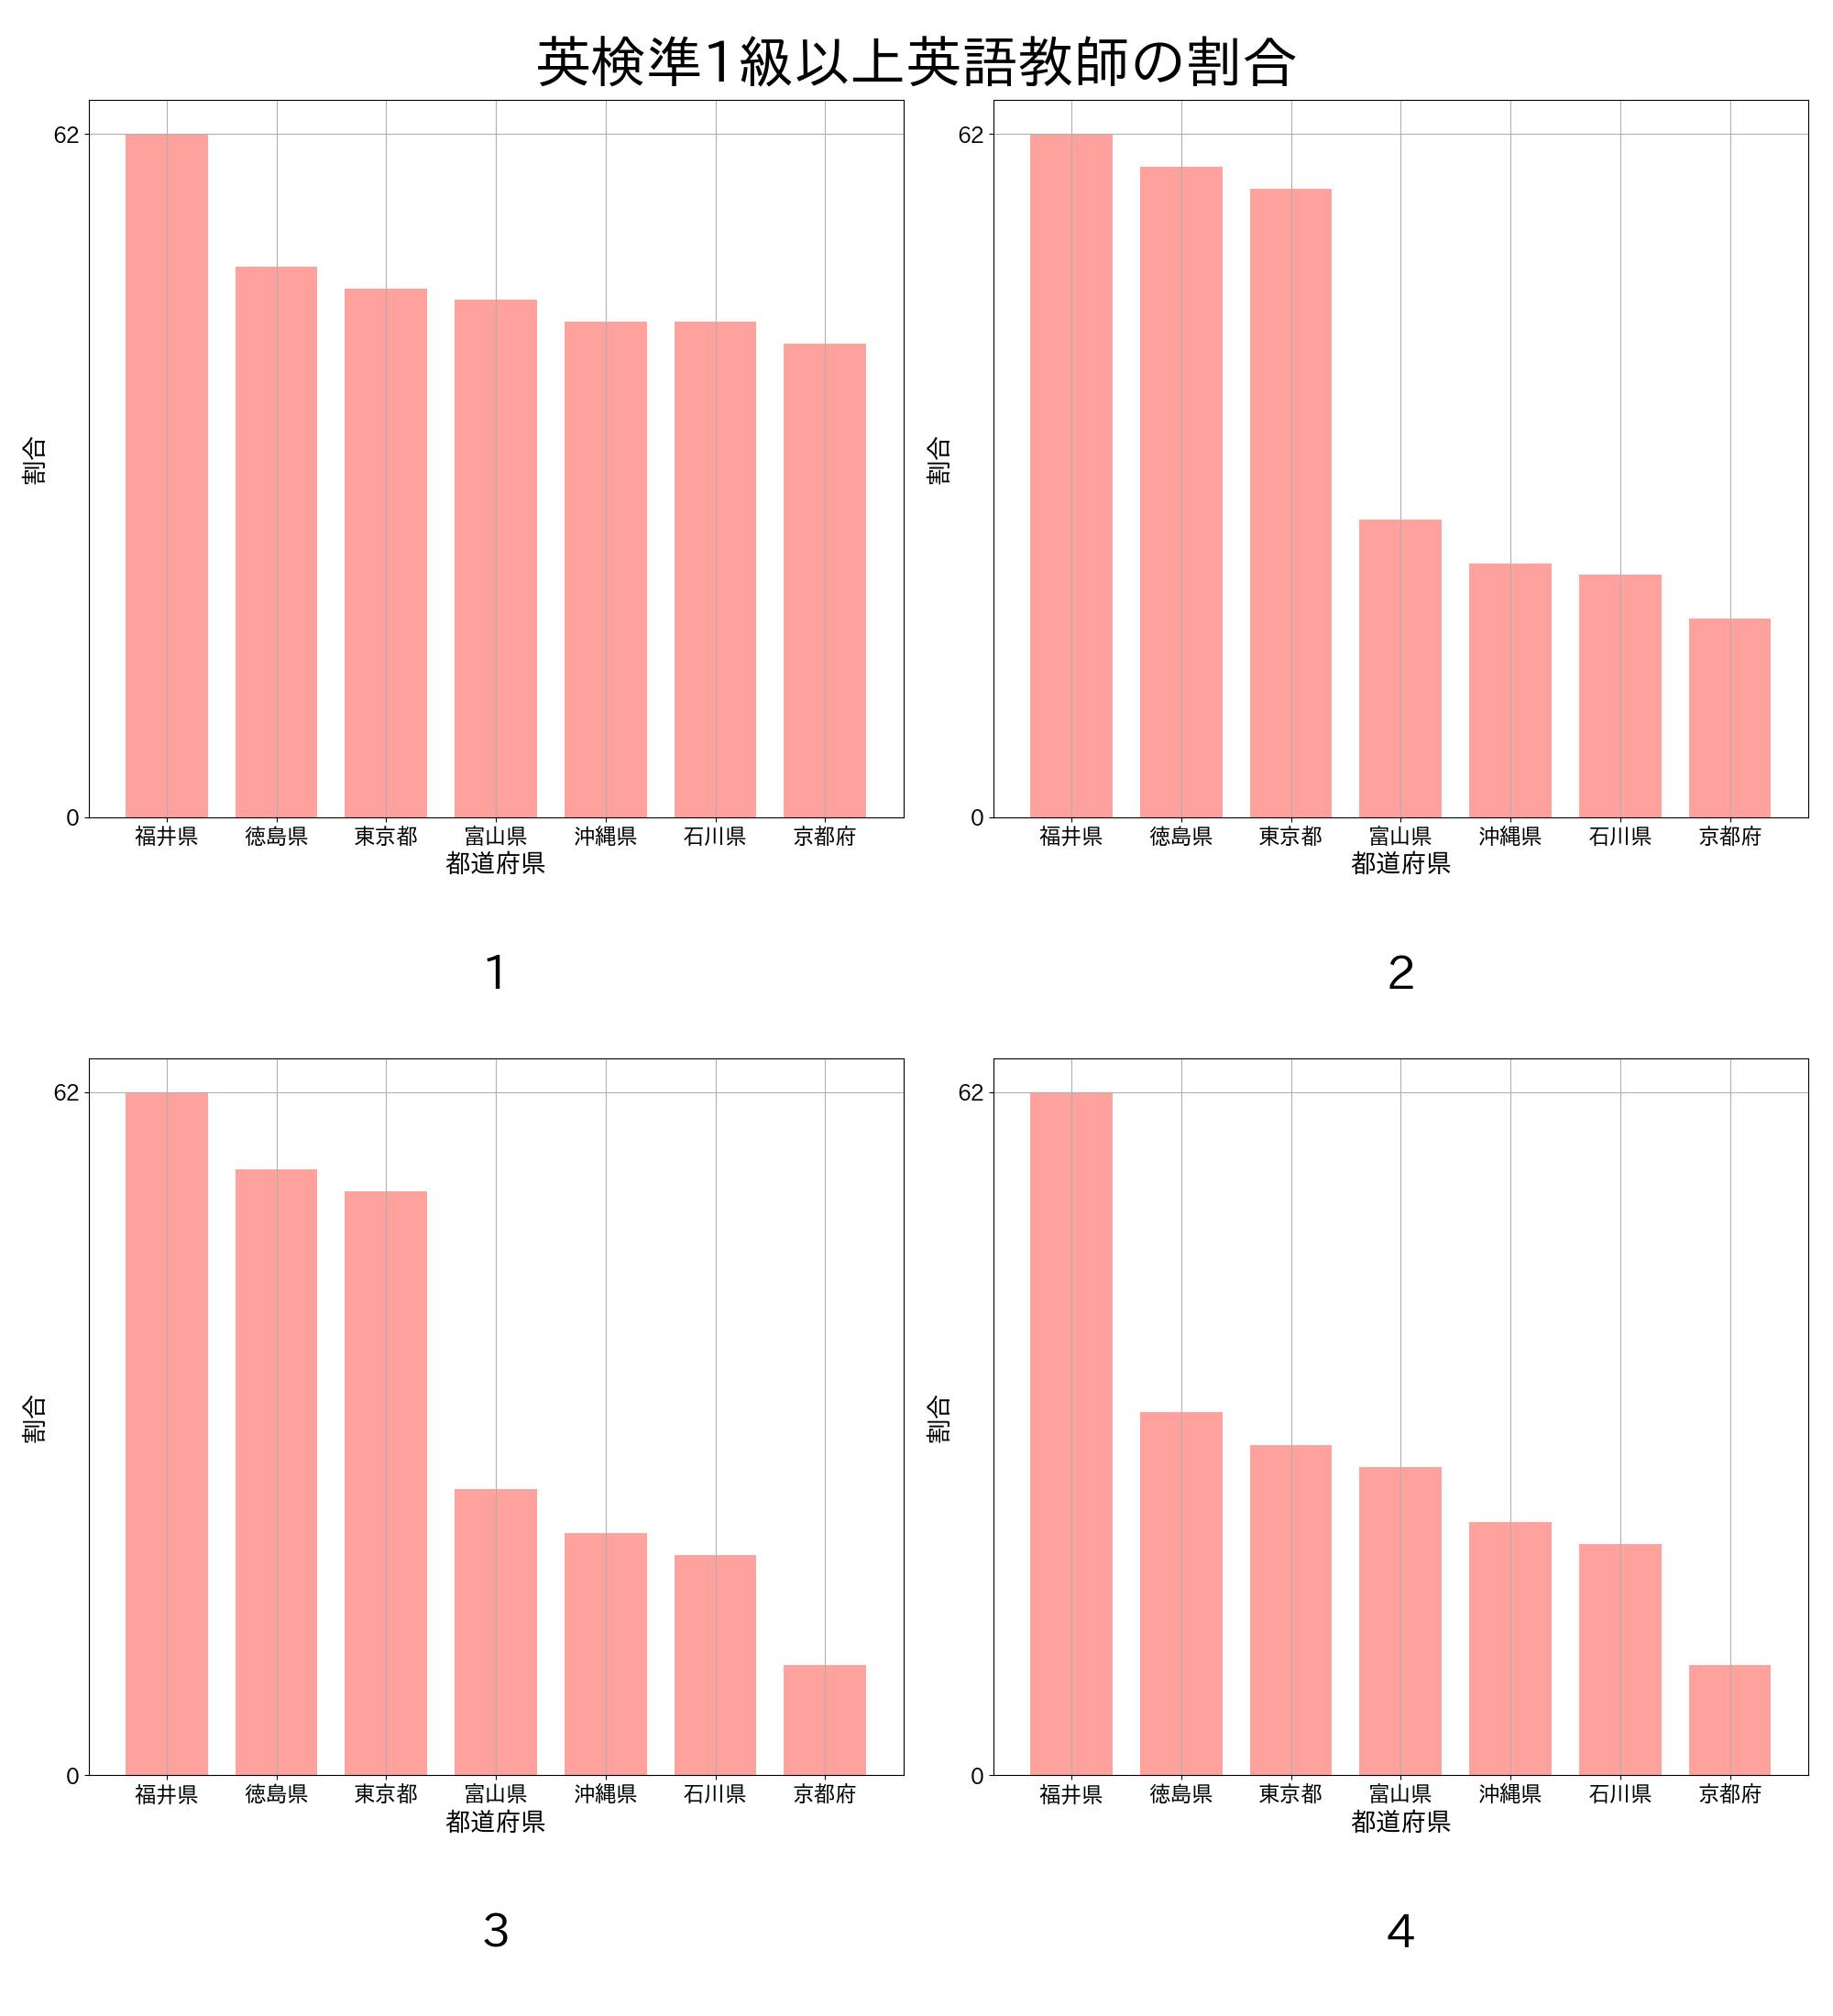 英検準1級以上英語教師の割合
62
0
割合
福井県 徳島県 東京都 富山県 沖縄県 石川県 京都府
都道府県
1
62
0
割合
福井県 徳島県 東京都 富山県 沖縄県 石川県 京都府
都道府県
2
62
0
割合
福井県 徳島県 東京都 富山県 沖縄県 石川県 京都府
都道府県
3
62
0
割合
福井県 徳島県 東京都 富山県 沖縄県 石川県 京都府
都道府県
4